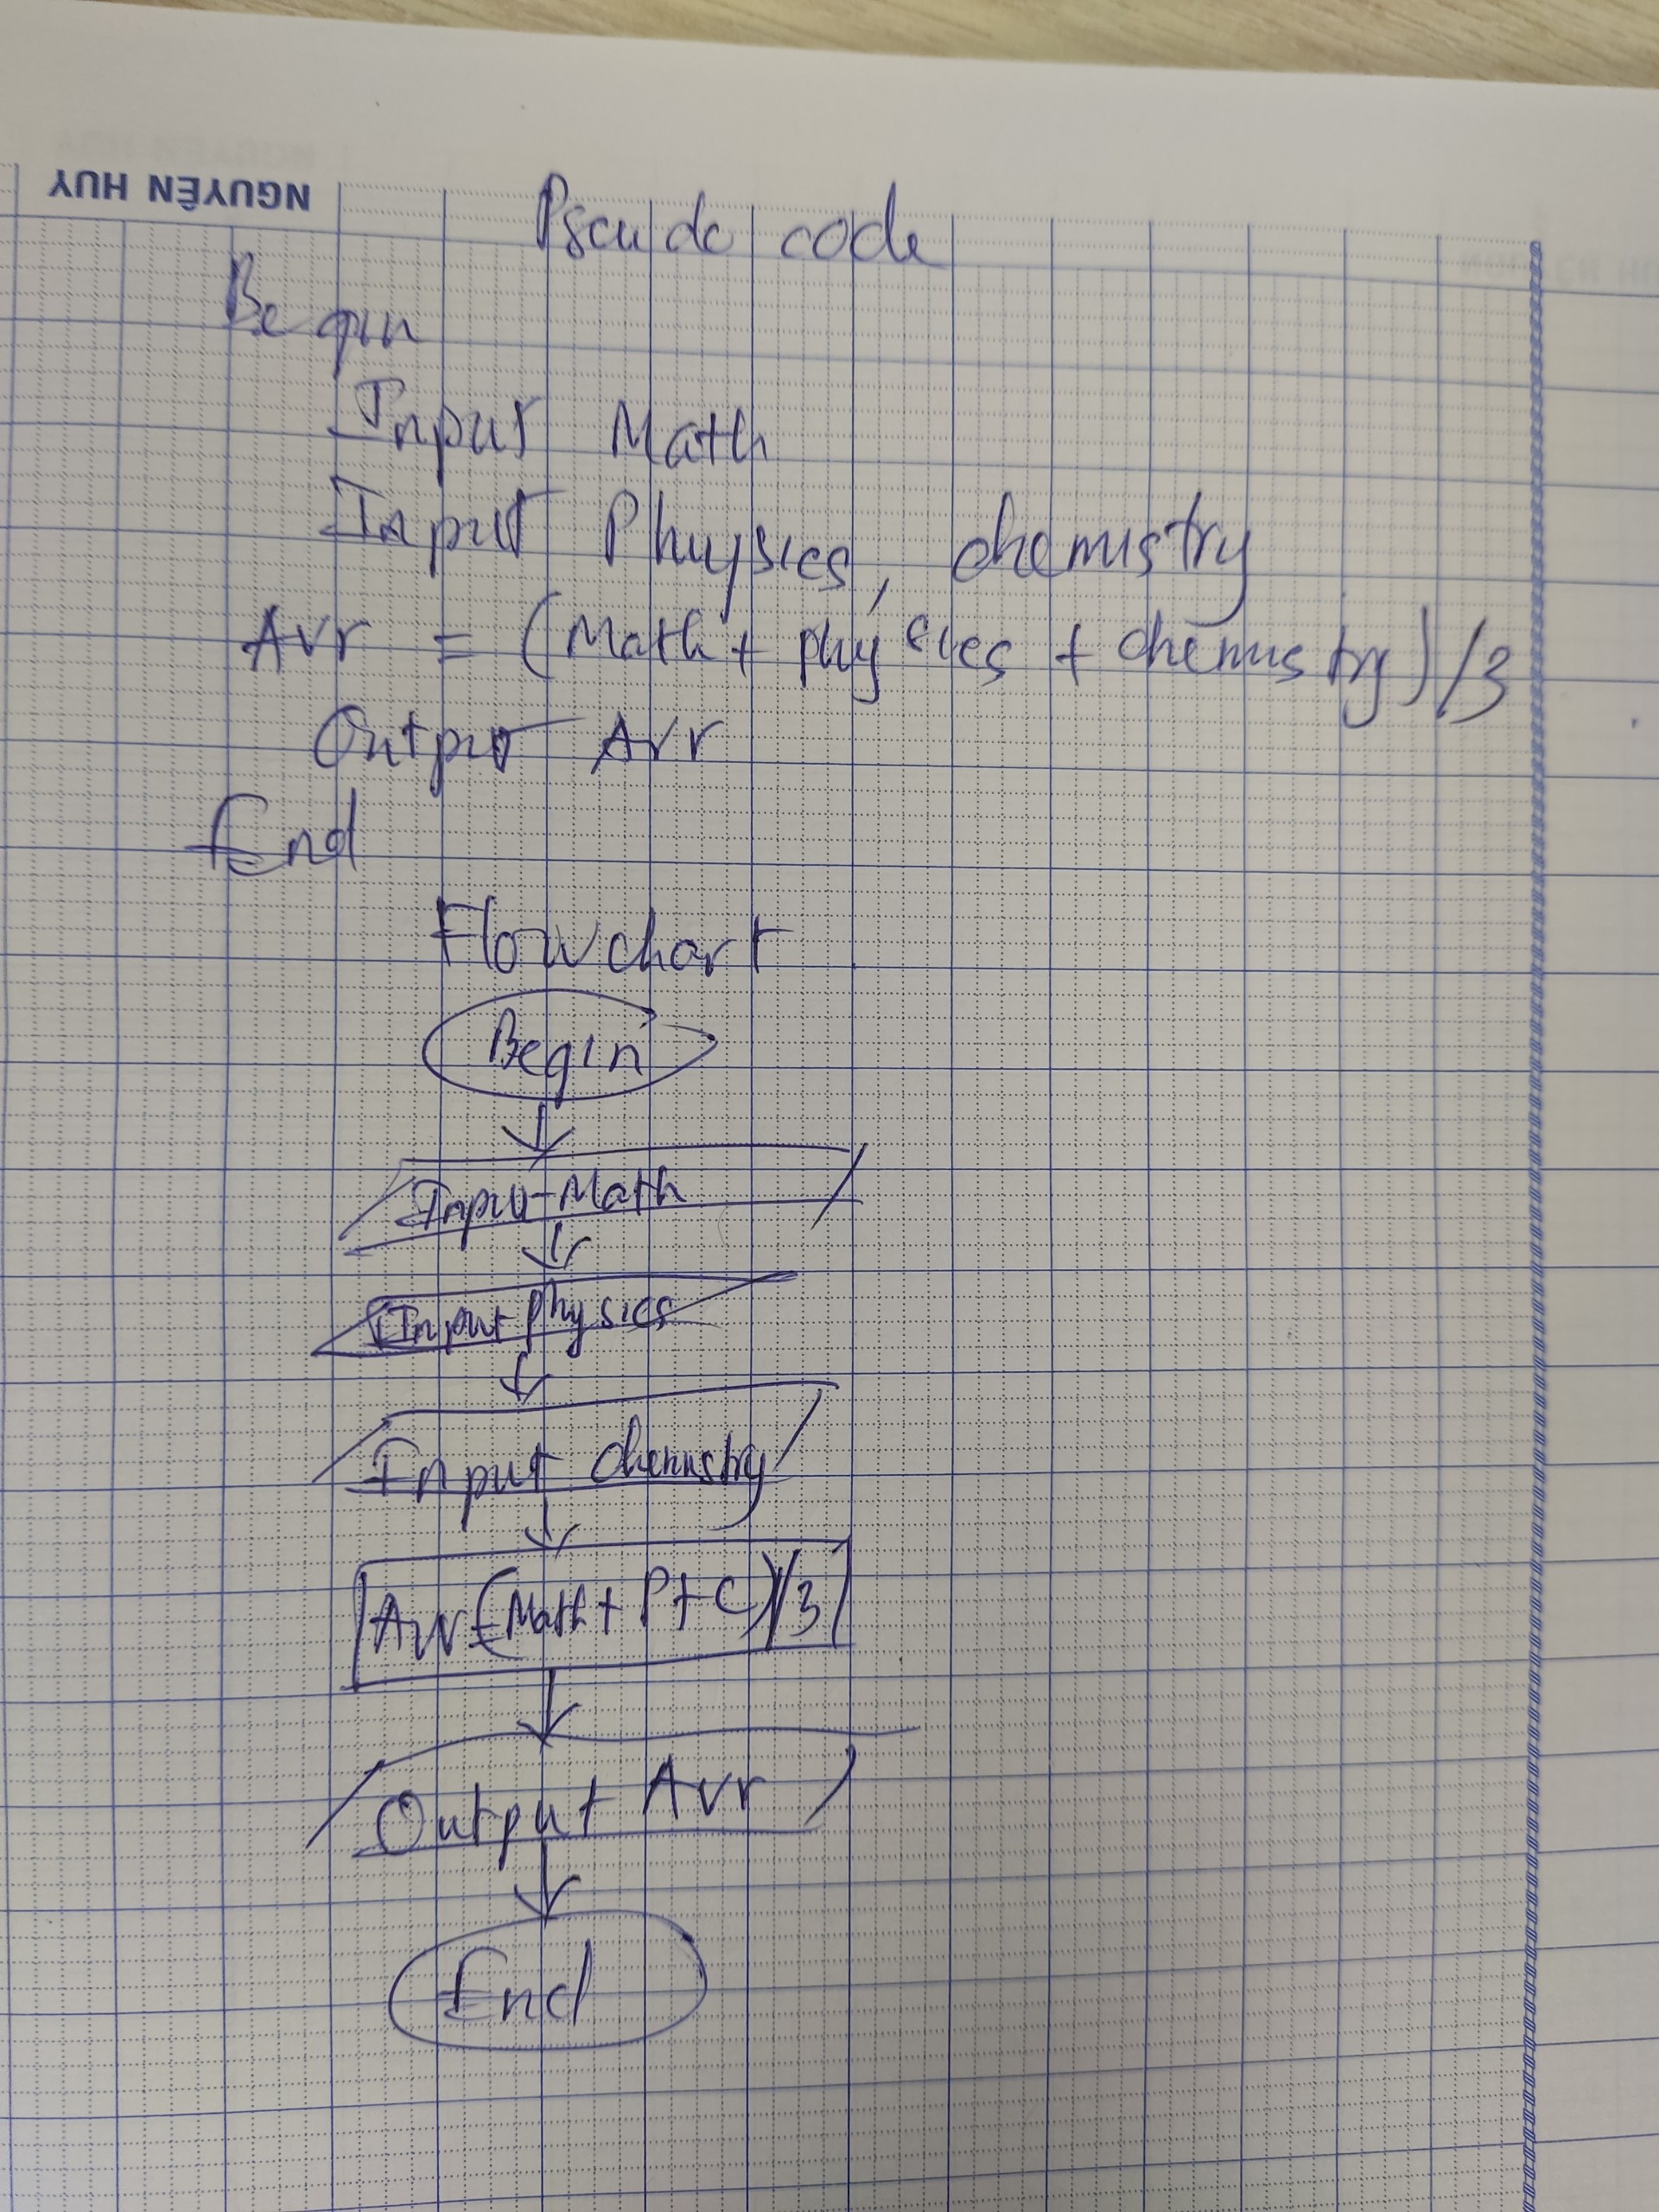 NGUYÊN HUY
Pseudo code
Begin
Input Math
Input Physics, chemistry
Avr = (Math + physics + chemistry)/3
Output Avr
End
Flowchart
Begin
Input Math
Input physics
Input chemistry
Avr=(Math + P + C)/3
Output Avr
End